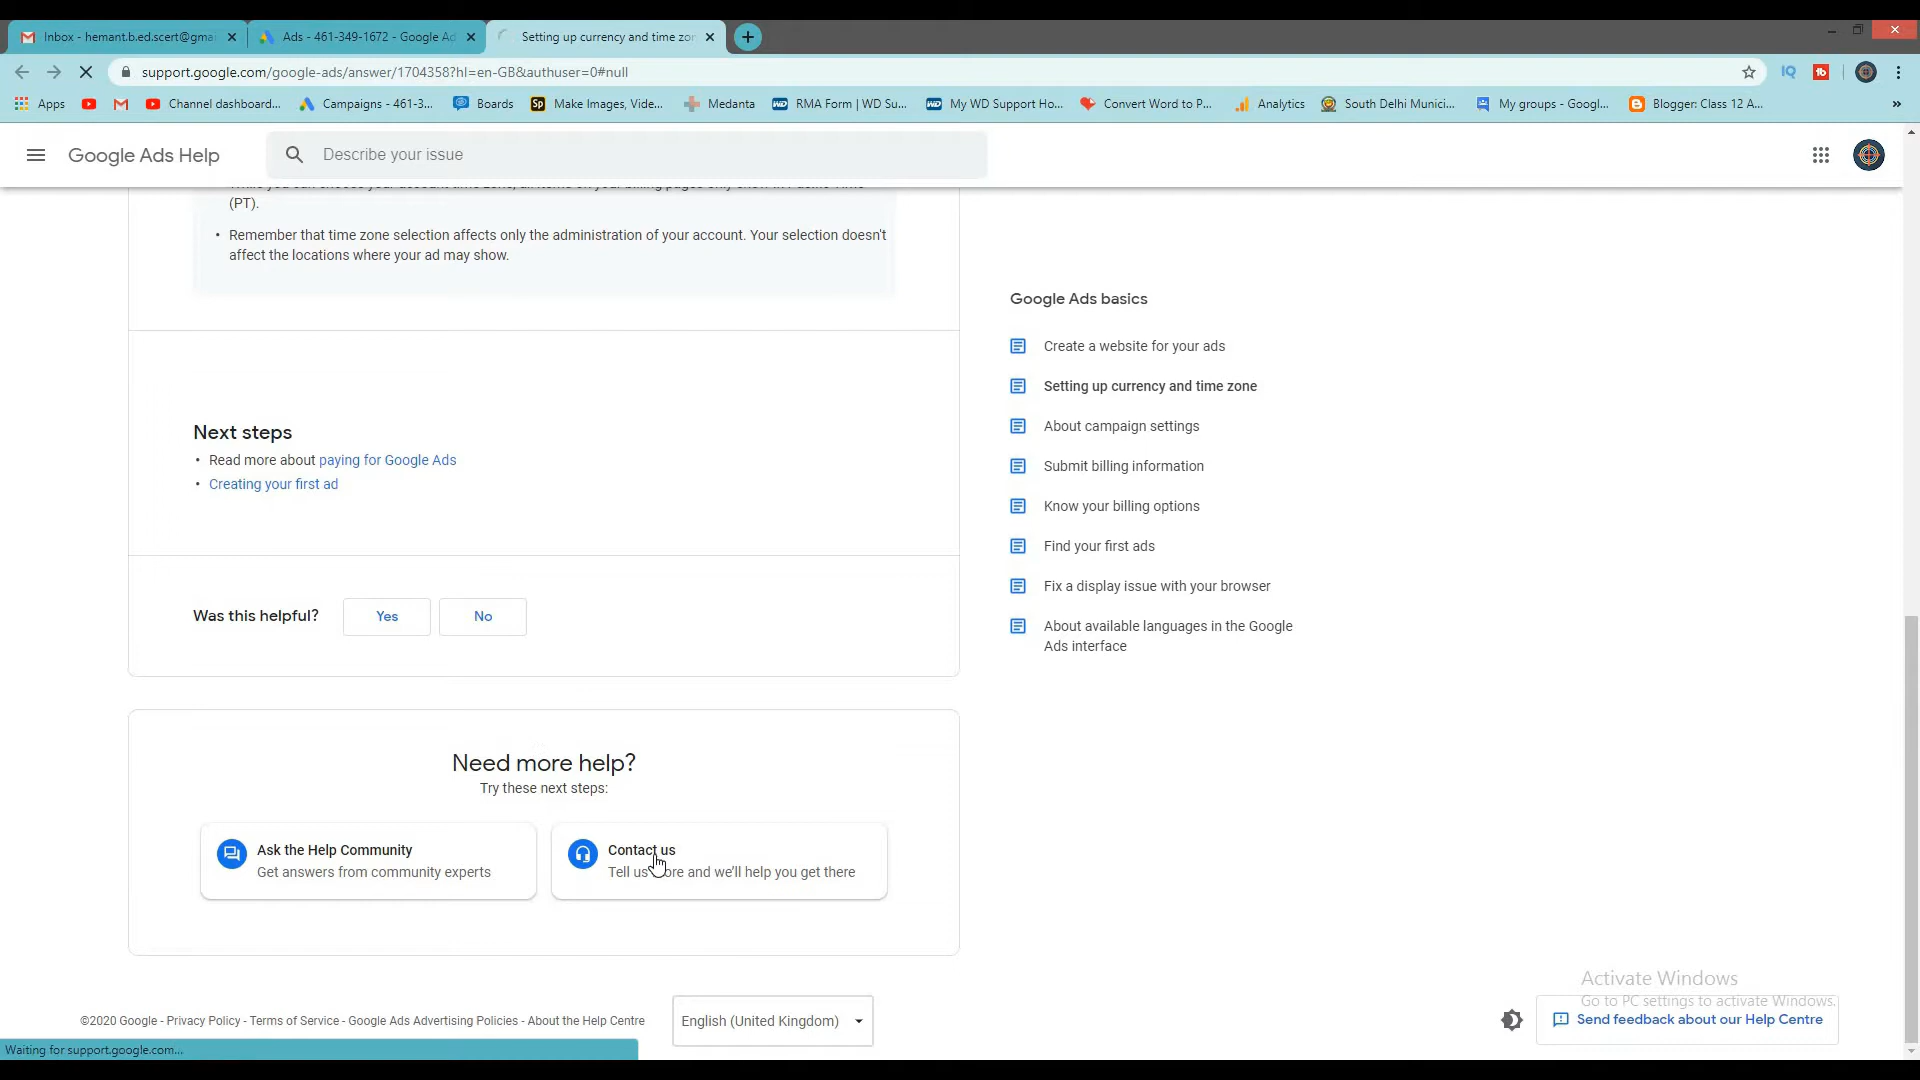 Inbox - hemant.b.ed.scert@gma
Ads - 461-349-1672 - Google Ad
Setting up currency and time zon
support.google.com/google-ads/answer/1704358?hl=en-GB&authuser=0#null
Apps
Channel dashboard...
Campaigns - 461-3...
Boards
Make Images, Vide...
Medanta
RMA Form | WD Su...
My WD Support Ho...
Convert Word to P...
Analytics
South Delhi Munici...
My groups - Googl...
Blogger: Class 12 A...
Google Ads Help
Describe your issue
(PT).
• Remember that time zone selection affects only the administration of your account. Your selection doesn't
affect the locations where your ad may show.
Next steps
• Read more about paying for Google Ads
• Creating your first ad
Was this helpful?
Yes
No
Google Ads basics
Create a website for your ads
Setting up currency and time zone
About campaign settings
Submit billing information
Know your billing options
Find your first ads
Fix a display issue with your browser
About available languages in the Google
Ads interface
Need more help?
Try these next steps:
Ask the Help Community
Get answers from community experts
Contact us
Tell us more and we'll help you get there
©2020 Google - Privacy Policy - Terms of Service - Google Ads Advertising Policies - About the Help Centre
English (United Kingdom)
Activate Windows
Go to PC settings to activate Windows.
Send feedback about our Help Centre
Waiting for support.google.com...